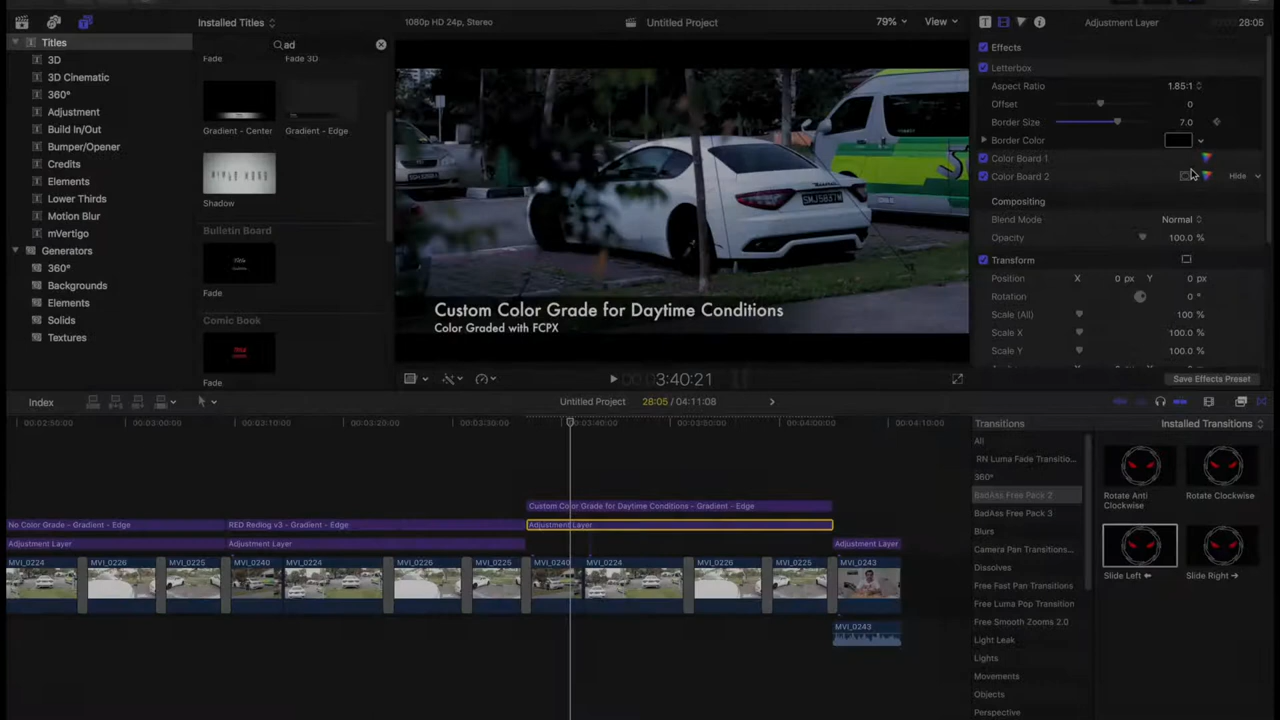 Installed Titles
1080p HD 24p, Stereo
Untitled Project
79%
View
Adjustment Layer
28:05
Titles
3D
3D Cinematic
360°
Adjustment
Build In/Out
Bumper/Opener
Credits
Elements
Lower Thirds
Motion Blur
mVertigo
Generators
360°
Backgrounds
Elements
Solids
Textures
ad
Fade
Fade 3D
Gradient - Center
Gradient - Edge
Shadow
Bulletin Board
Fade
Comic Book
Fade
SMJ5837W
Custom Color Grade for Daytime Conditions
Color Graded with FCPX
Effects
Letterbox
Aspect Ratio
1.85:1
Offset
0
Border Size
7.0
Border Color
Color Board 1
Color Board 2
Hide
Compositing
Blend Mode
Normal
Opacity
100.0 %
Transform
Position
X
0 px
Y
0 px
Rotation
0 °
Scale (All)
100 %
Scale X
100.0 %
Scale Y
100.0 %
Save Effects Preset
3:40:21
Index
Untitled Project
28:05 / 04:11:08
00:02:50:00
00:03:00:00
00:03:10:00
00:03:20:00
00:03:30:00
00:03:40:00
00:03:50:00
00:04:00:00
00:04:10:00
Custom Color Grade for Daytime Conditions - Gradient - Edge
No Color Grade - Gradient - Edge
RED Redlog v3 - Gradient - Edge
Adjustment Layer
Adjustment Layer
Adjustment Layer
Adjustment Layer
MVI_0224
MVI_0226
MVI_0225
MVI_0240
MVI_0224
MVI_0226
MVI_0225
MVI_0240
MVI_0224
MVI_0226
MVI_0225
MVI_0243
MVI_0243
Transitions
Installed Transitions
All
RN Luma Fade Transitio...
360°
BadAss Free Pack 2
BadAss Free Pack 3
Blurs
Camera Pan Transitions...
Dissolves
Free Fast Pan Transitions
Free Luma Pop Transition
Free Smooth Zooms 2.0
Light Leak
Lights
Movements
Objects
Perspective
Rotate Anti
Clockwise
Rotate Clockwise
Slide Left ←
Slide Right →